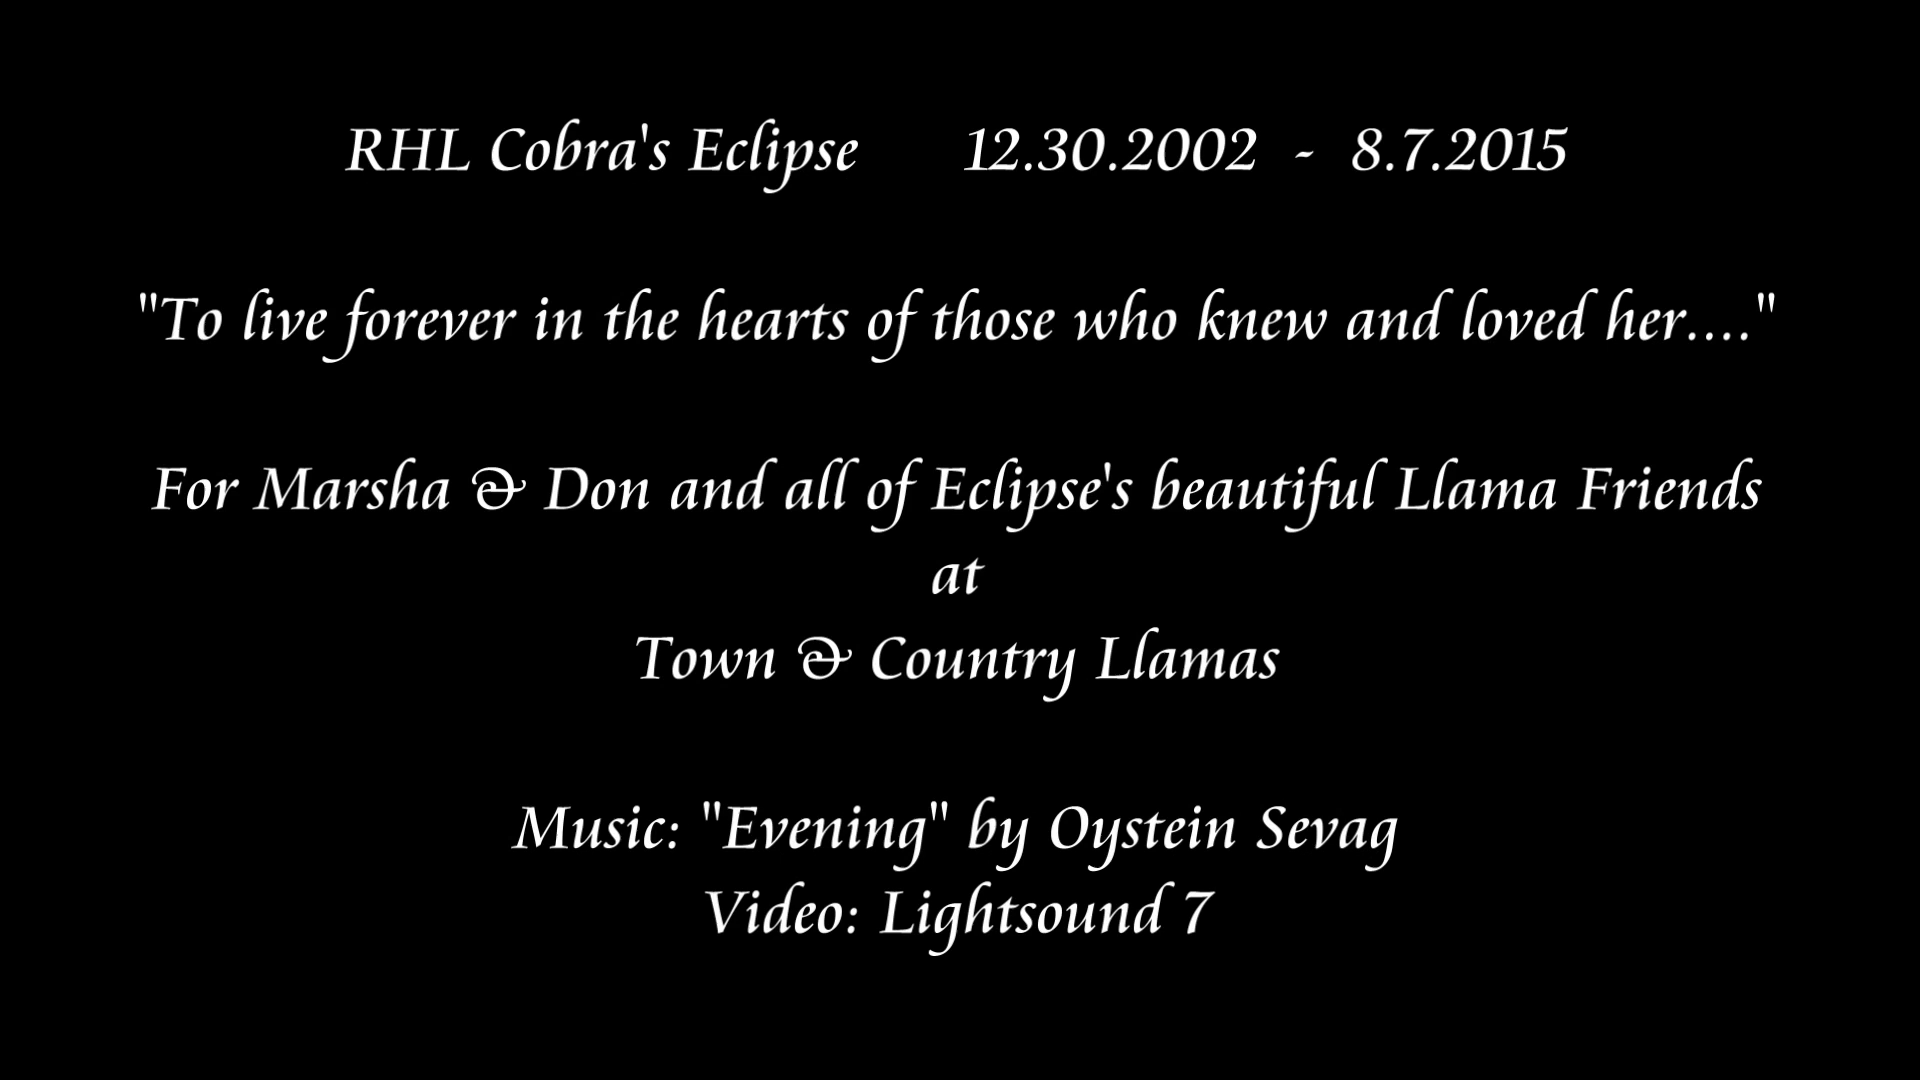 RHL Cobra's Eclipse 12.30.2002 - 8.7.2015
"To live forever in the hearts of those who knew and loved her...."
For Marsha & Don and all of Eclipse's beautiful Llama Friends
at
Town & Country Llamas
Music: "Evening" by Oystein Sevag
Video: Lightsound 7